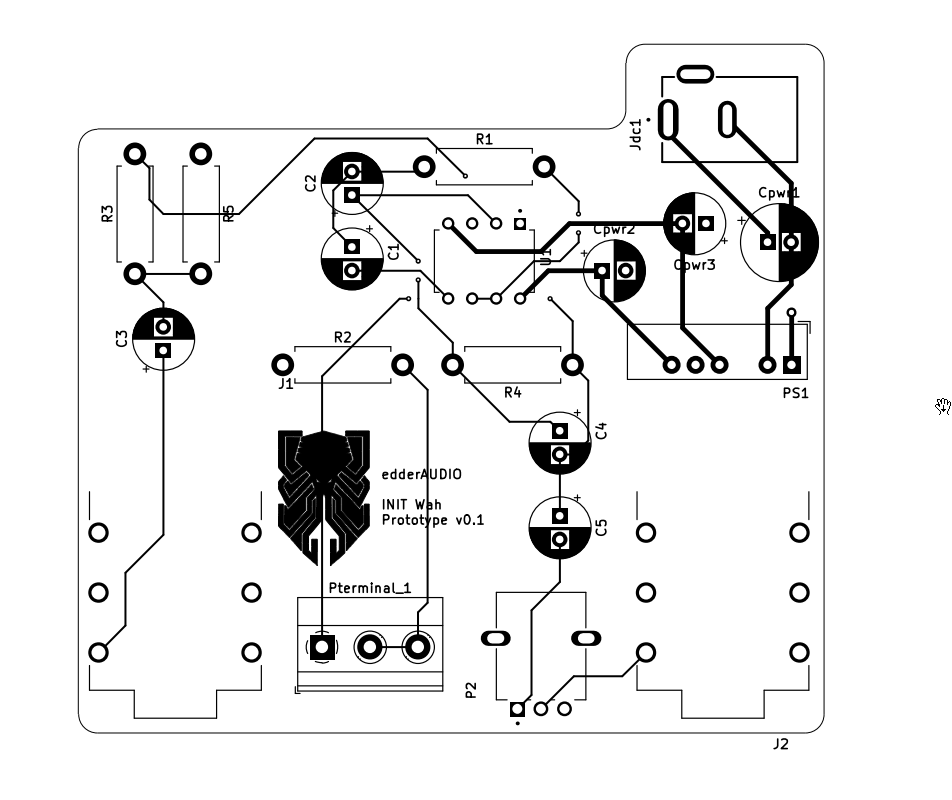 Jdc1
R1
C2
Cpwr1
R3
R5
Cpwr2
C1
U1
Cpwr3
C3
R2
J1
R4
PS1
C4
edderAUDIO
INIT Wah
Prototype v0.1
C5
Pterminal_1
P2
J2